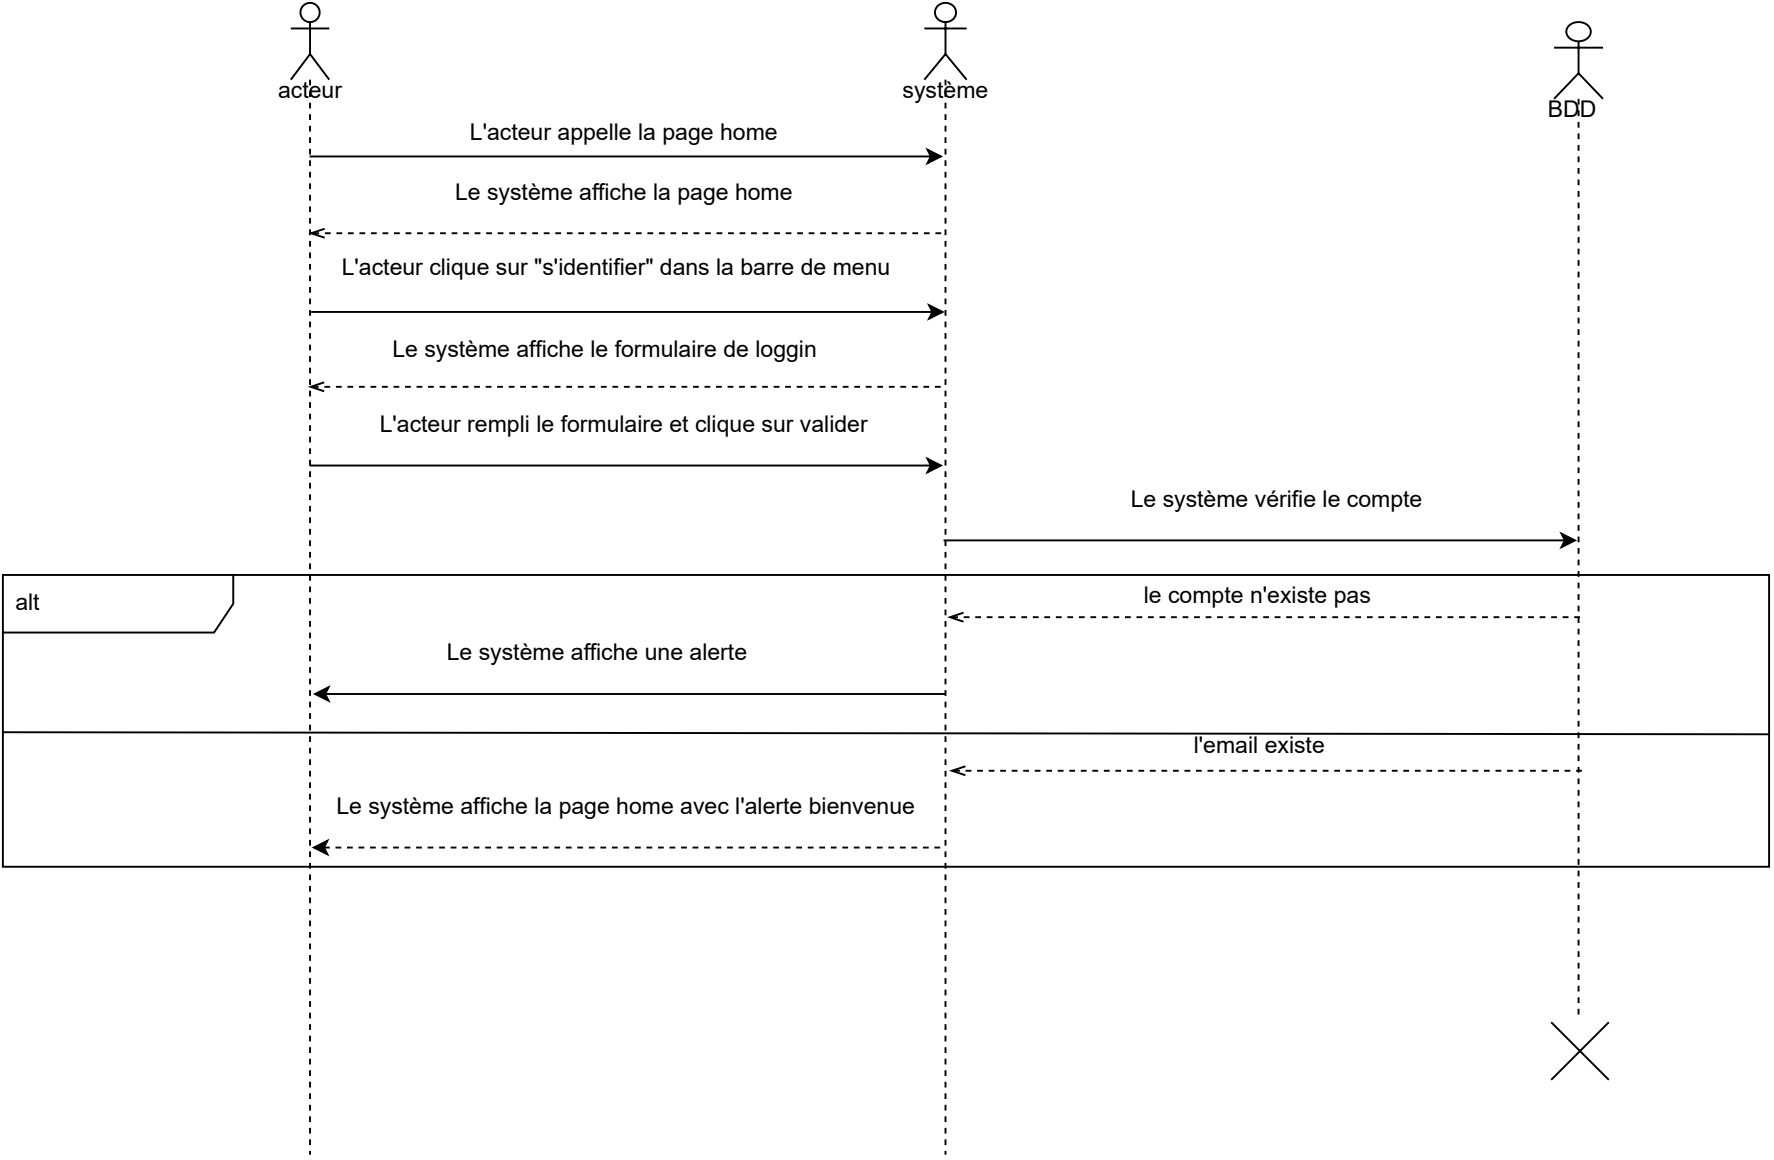 acteur
système
BDD
L'acteur appelle la page home
Le système affiche la page home
L'acteur clique sur "s'identifier" dans la barre de menu
Le système affiche le formulaire de loggin
L'acteur rempli le formulaire et clique sur valider
Le système vérifie le compte
alt
le compte n'existe pas
Le système affiche une alerte
l'email existe
Le système affiche la page home avec l'alerte bienvenue